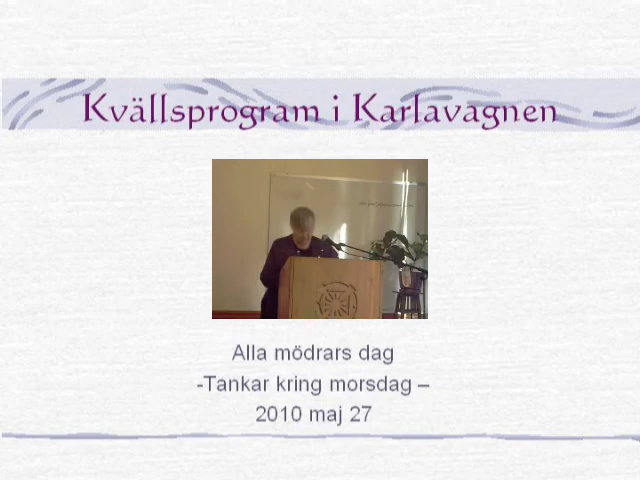 Kvällsprogram i Karlavagnen
Alla mödrars dag
-Tankar kring morsdag –
2010 maj 27